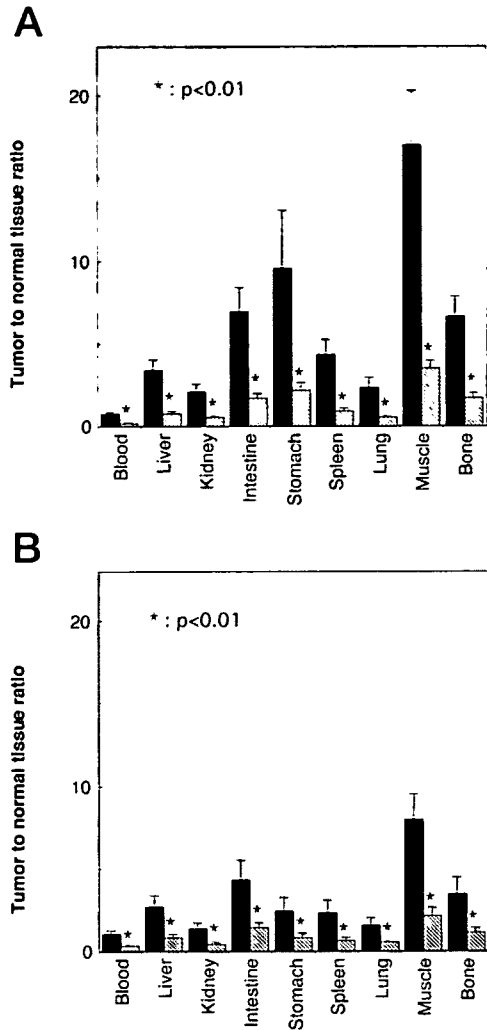 A
Tumor to normal tissue ratio
20
10
0
* : p<0.01
* * * * * * * * *
Blood
Liver
Kidney
Intestine
Stomach
Spleen
Lung
Muscle
Bone
B
Tumor to normal tissue ratio
20
10
0
* : p<0.01
* * * * * * * * *
Blood
Liver
Kidney
Intestine
Stomach
Spleen
Lung
Muscle
Bone